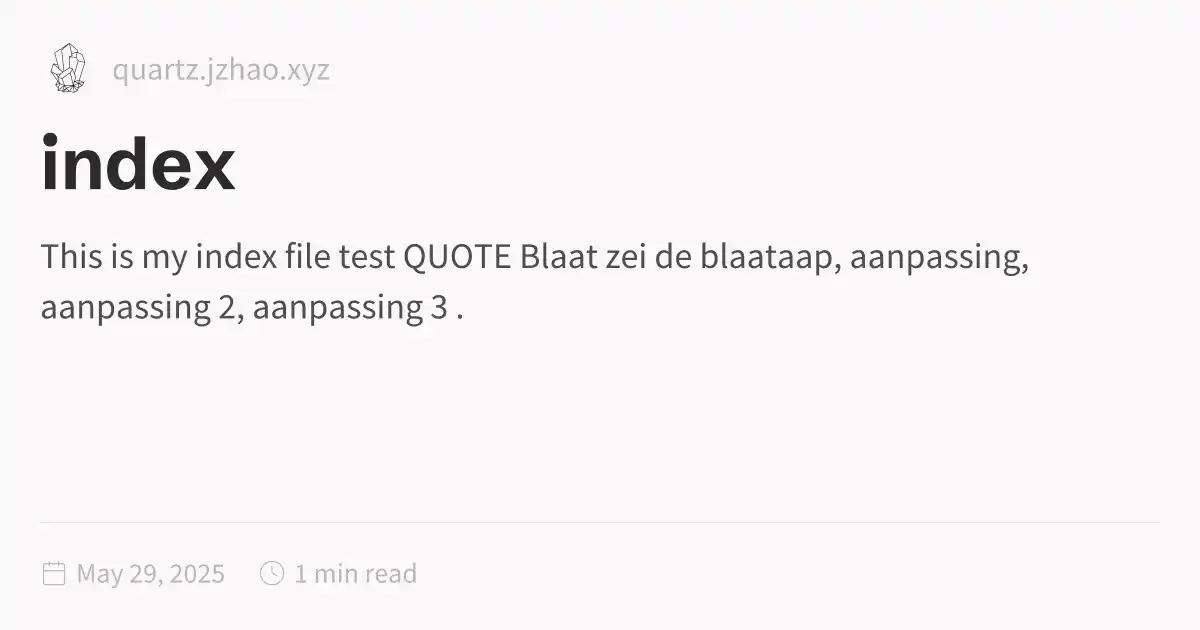 quartz.jzhao.xyz
index
This is my index file test QUOTE Blaat zei de blaataap, aanpassing,
aanpassing 2, aanpassing 3 .
May 29, 2025 1 min read